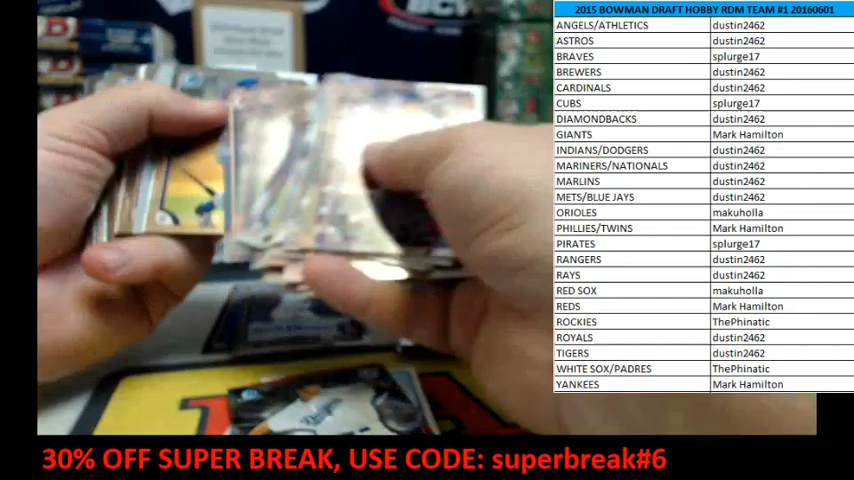 2015 BOWMAN DRAFT HOBBY RDM TEAM #1 20160601
ANGELS/ATHLETICS dustin2462
ASTROS dustin2462
BRAVES splurge17
BREWERS dustin2462
CARDINALS dustin2462
CUBS splurge17
DIAMONDBACKS dustin2462
GIANTS Mark Hamilton
INDIANS/DODGERS dustin2462
MARINERS/NATIONALS dustin2462
MARLINS dustin2462
METS/BLUE JAYS dustin2462
ORIOLES makuholla
PHILLIES/TWINS Mark Hamilton
PIRATES splurge17
RANGERS dustin2462
RAYS dustin2462
RED SOX makuholla
REDS Mark Hamilton
ROCKIES ThePhinatic
ROYALS dustin2462
TIGERS dustin2462
WHITE SOX/PADRES ThePhinatic
YANKEES Mark Hamilton
30% OFF SUPER BREAK, USE CODE: superbreak#6